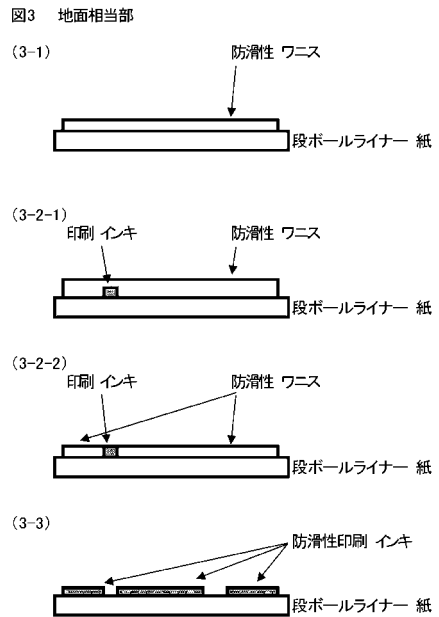 図3　地面相当部
(3-1)
防滑性 ワニス
段ボールライナー 紙
(3-2-1)
印刷 インキ　防滑性 ワニス
段ボールライナー 紙
(3-2-2)
印刷 インキ　防滑性 ワニス
段ボールライナー 紙
(3-3)
防滑性印刷 インキ
段ボールライナー 紙